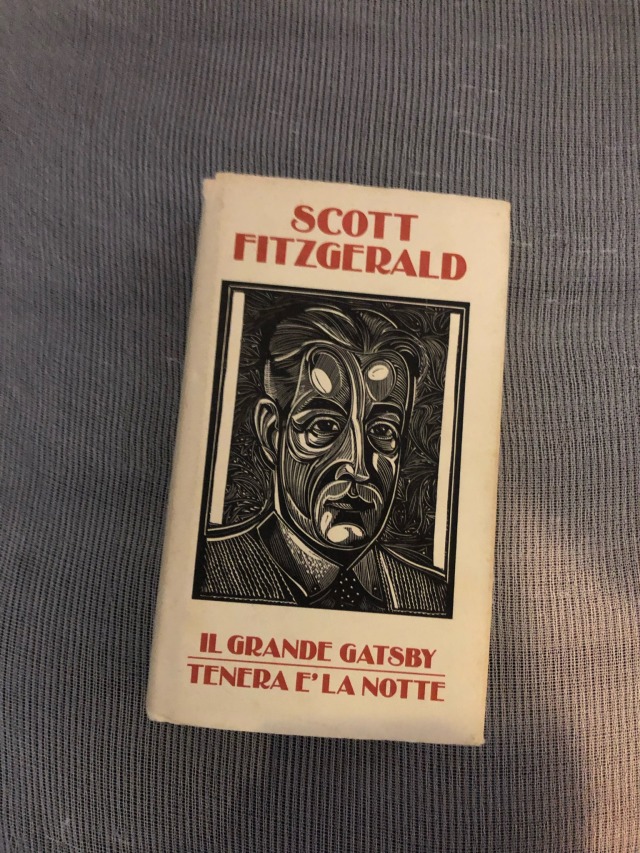 SCOTT
FITZGERALD
IL GRANDE GATSBY
TENERA E' LA NOTTE